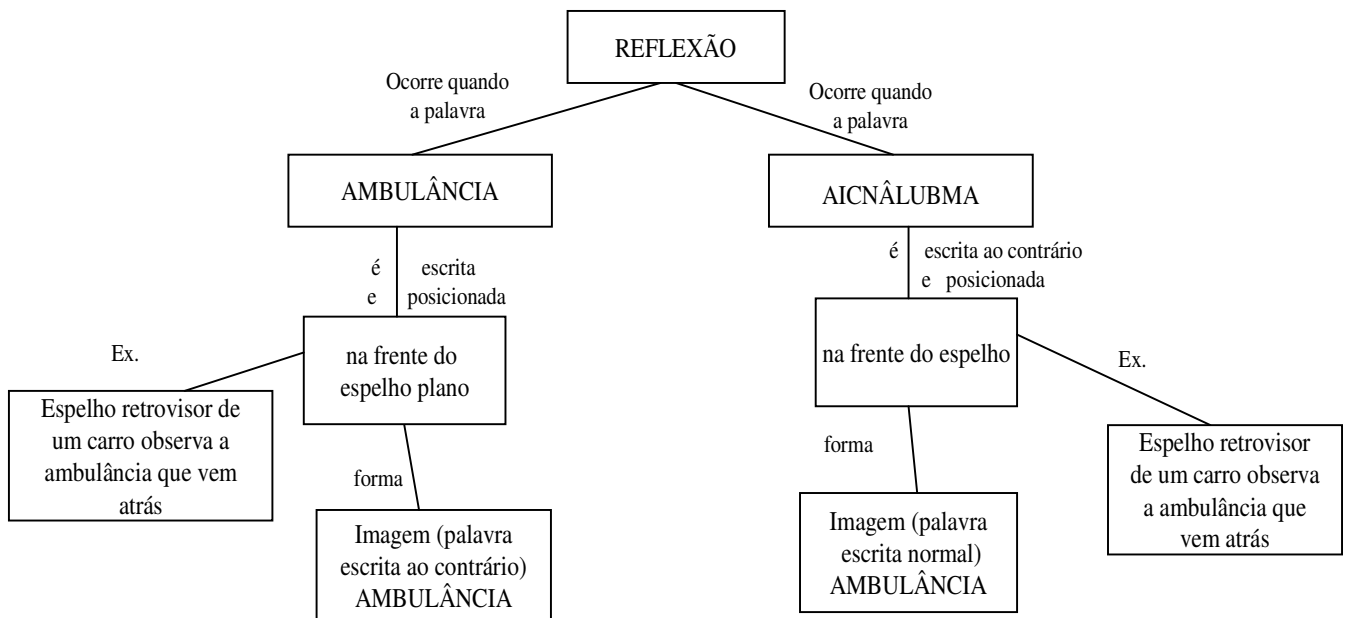 REFLEXÃO
Ocorre quando
a palavra
Ocorre quando
a palavra
AMBULÂNCIA
AICNÂLUBMA
é escrita
e posicionada
é escrita ao contrário
e posicionada
na frente do
espelho plano
na frente do espelho
Ex.
Ex.
Espelho retrovisor de
um carro observa a
ambulância que vem
atrás
forma
forma
Espelho retrovisor
de um carro observa
a ambulância que
vem atrás
Imagem (palavra
escrita ao contrário)
AMBULÂNCIA
Imagem (palavra
escrita normal)
AMBULÂNCIA